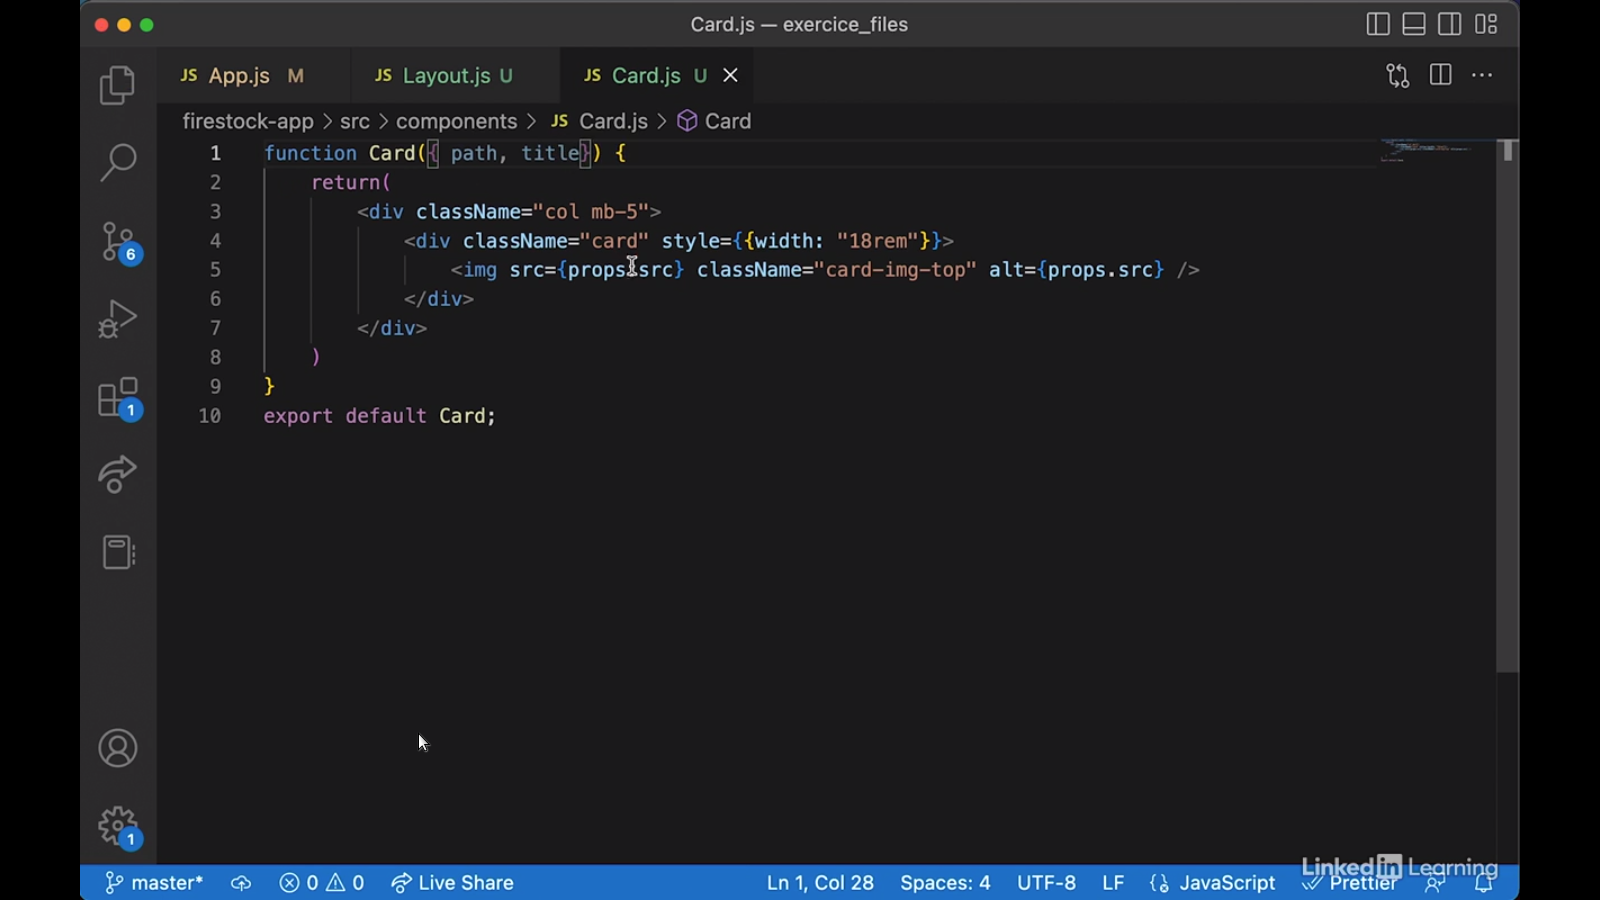 Card.js — exercice_files
JS App.js M
JS Layout.js U
JS Card.js U
firestock-app > src > components > JS Card.js > Card
1 function Card({ path, title}) {
2 return(
3 <div className="col mb-5">
4 <div className="card" style={{width: "18rem"}}>
5 <img src={props.src} className="card-img-top" alt={props.src} />
6 </div>
7 </div>
8 )
9 }
10 export default Card;
6
1
1
LinkedIn Learning
master* 0 0 Live Share Ln 1, Col 28 Spaces: 4 UTF-8 LF {} JavaScript Prettier